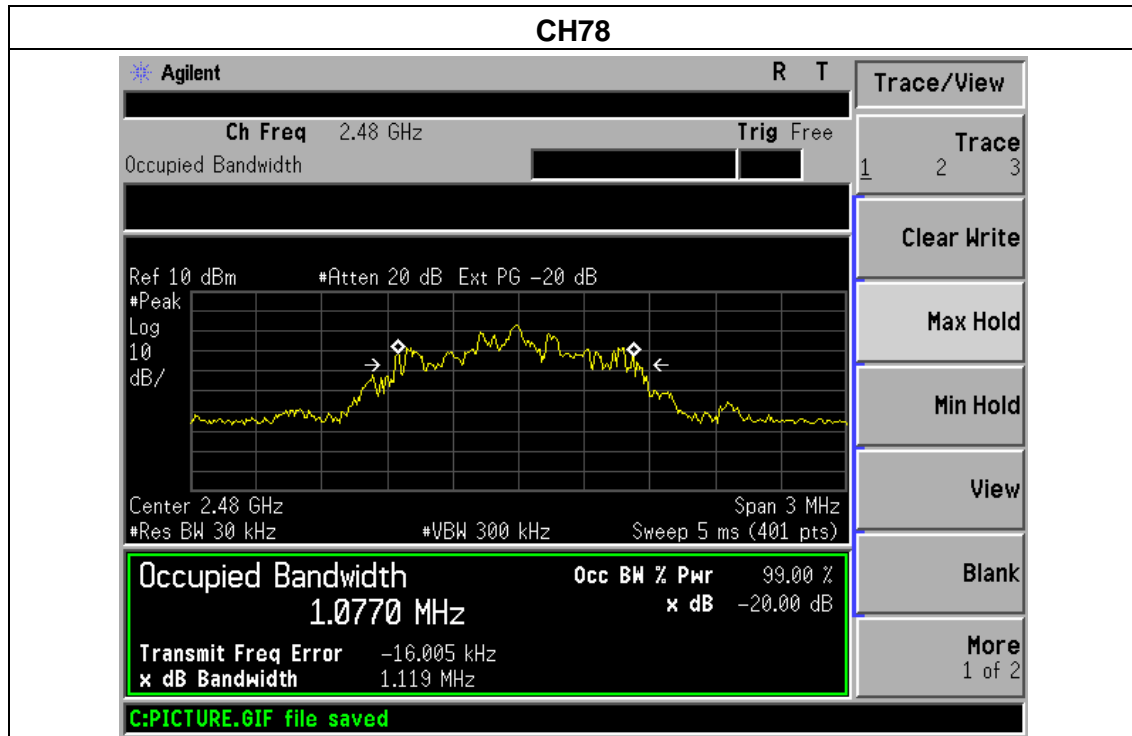 CH78
Agilent R T
Trace/View
Ch Freq 2.48 GHz Trig Free
Occupied Bandwidth
Trace
1 2 3
Clear Write
Ref 10 dBm #Atten 20 dB Ext PG -20 dB
#Peak
Log
10
dB/
Max Hold
Min Hold
View
Center 2.48 GHz Span 3 MHz
#Res BW 30 kHz #VBW 300 kHz Sweep 5 ms (401 pts)
Occupied Bandwidth Occ BW % Pwr 99.00 %
1.0770 MHz x dB -20.00 dB
Blank
Transmit Freq Error -16.005 kHz
x dB Bandwidth 1.119 MHz
More
1 of 2
C:PICTURE.GIF file saved